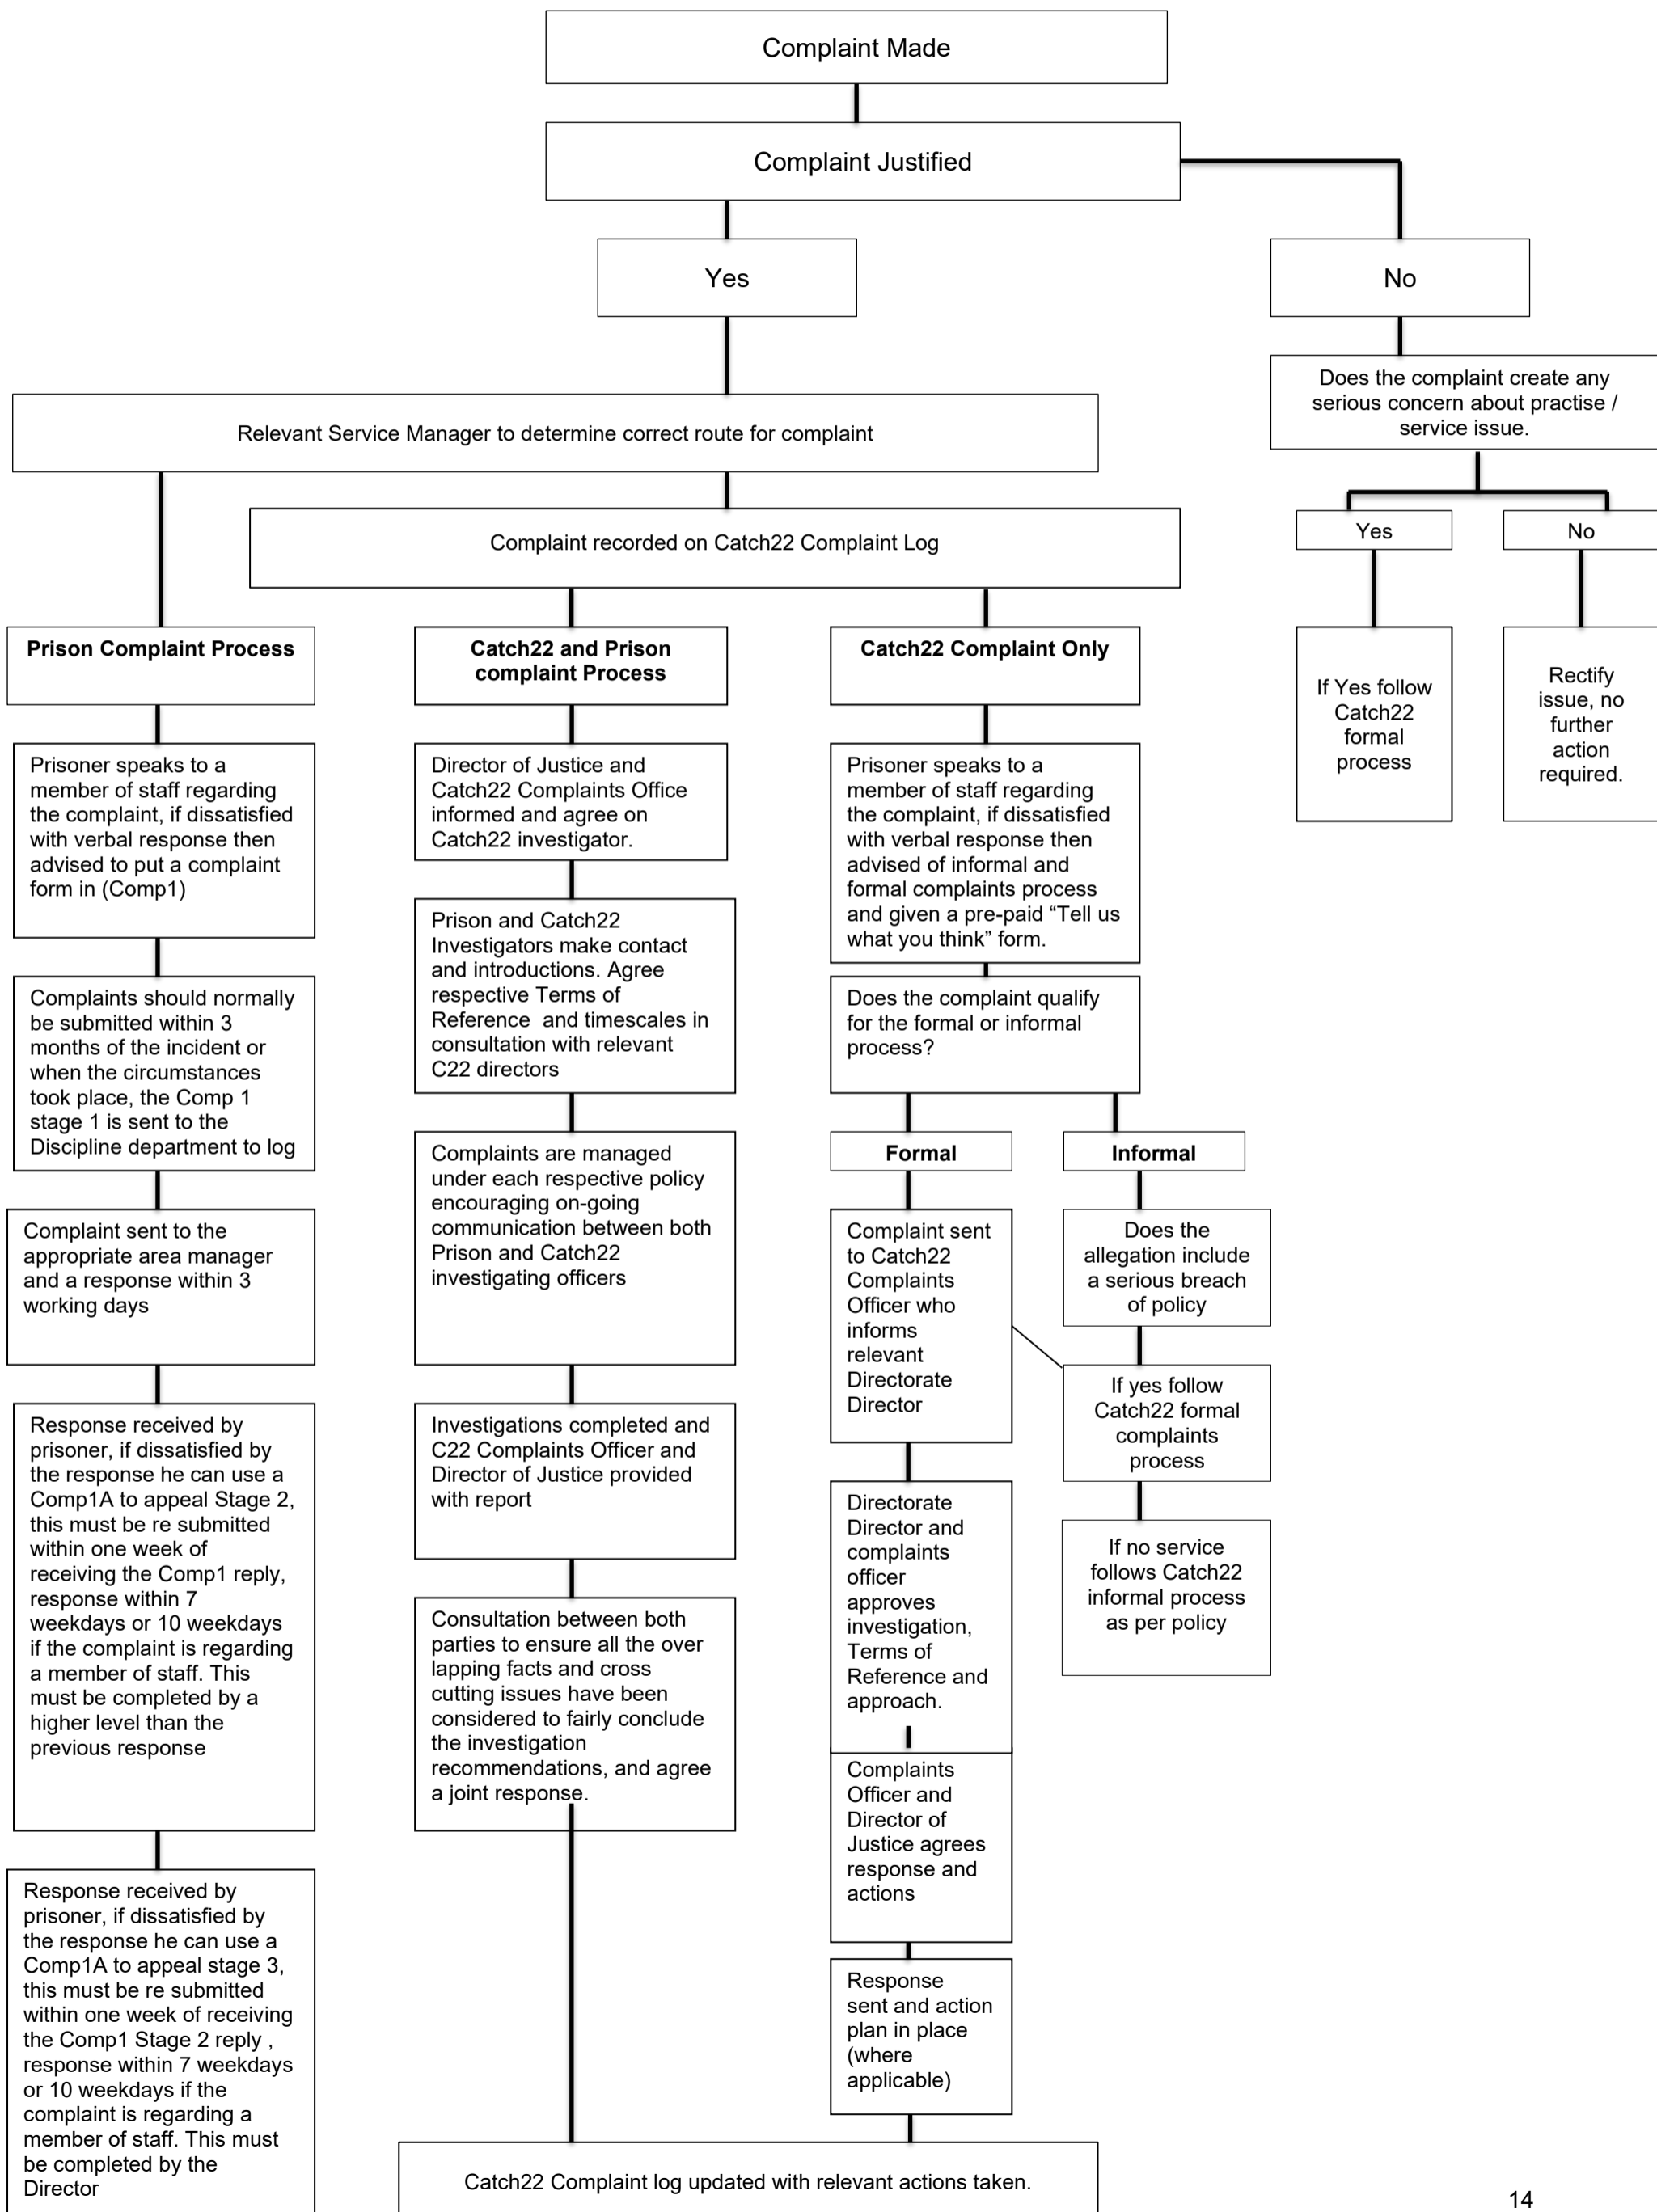 Complaint Made
Complaint Justified
Yes
No
Does the complaint create any
serious concern about practise /
service issue.
Yes
No
If Yes follow
Catch22
formal
process
Rectify
issue, no
further
action
required.
Relevant Service Manager to determine correct route for complaint
Complaint recorded on Catch22 Complaint Log
Prison Complaint Process
Prisoner speaks to a
member of staff regarding
the complaint, if dissatisfied
with verbal response then
advised to put a complaint
form in (Comp1)
Complaints should normally
be submitted within 3
months of the incident or
when the circumstances
took place, the Comp 1
stage 1 is sent to the
Discipline department to log
Complaint sent to the
appropriate area manager
and a response within 3
working days
Response received by
prisoner, if dissatisfied by
the response he can use a
Comp1A to appeal Stage 2,
this must be re submitted
within one week of
receiving the Comp1 reply,
response within 7
weekdays or 10 weekdays
if the complaint is regarding
a member of staff. This
must be completed by a
higher level than the
previous response
Response received by
prisoner, if dissatisfied by
the response he can use a
Comp1A to appeal stage 3,
this must be re submitted
within one week of receiving
the Comp1 Stage 2 reply ,
response within 7 weekdays
or 10 weekdays if the
complaint is regarding a
member of staff. This must
be completed by the
Director
Catch22 and Prison
complaint Process
Director of Justice and
Catch22 Complaints Office
informed and agree on
Catch22 investigator.
Prison and Catch22
Investigators make contact
and introductions. Agree
respective Terms of
Reference  and timescales in
consultation with relevant
C22 directors
Complaints are managed
under each respective policy
encouraging on-going
communication between both
Prison and Catch22
investigating officers
Investigations completed and
C22 Complaints Officer and
Director of Justice provided
with report
Consultation between both
parties to ensure all the over
lapping facts and cross
cutting issues have been
considered to fairly conclude
the investigation
recommendations, and agree
a joint response.
Catch22 Complaint Only
Prisoner speaks to a
member of staff regarding
the complaint, if dissatisfied
with verbal response then
advised of informal and
formal complaints process
and given a pre-paid “Tell us
what you think” form.
Does the complaint qualify
for the formal or informal
process?
Formal
Complaint sent
to Catch22
Complaints
Officer who
informs
relevant
Directorate
Director
Directorate
Director and
complaints
officer
approves
investigation,
Terms of
Reference and
approach.
Complaints
Officer and
Director of
Justice agrees
response and
actions
Response
sent and action
plan in place
(where
applicable)
Informal
Does the
allegation include
a serious breach
of policy
If yes follow
Catch22 formal
complaints
process
If no service
follows Catch22
informal process
as per policy
Catch22 Complaint log updated with relevant actions taken.
14